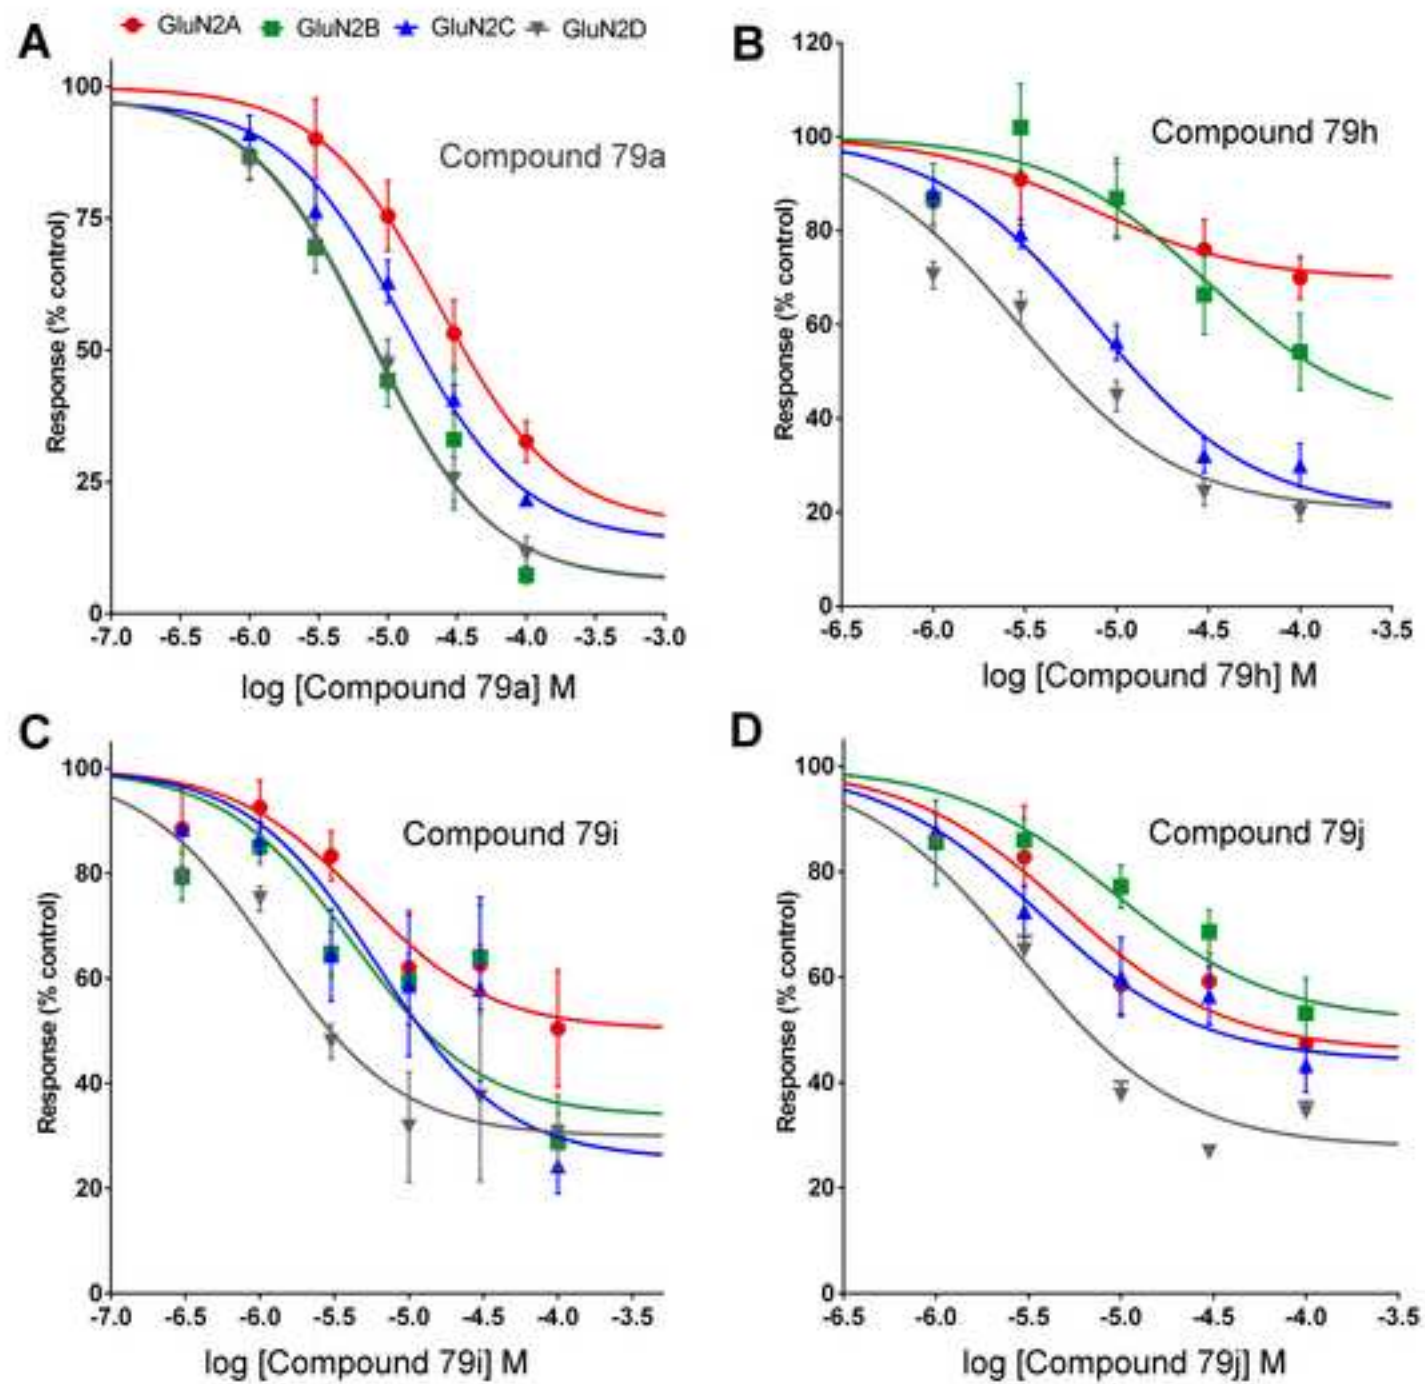 A
GluN2A GluN2B GluN2C GluN2D
Response (% control)
100
75
50
25
0
Compound 79a
-7.0 -6.5 -6.0 -5.5 -5.0 -4.5 -4.0 -3.5 -3.0
log [Compound 79a] M
B
Response (% control)
120
100
80
60
40
20
0
Compound 79h
-6.5 -6.0 -5.5 -5.0 -4.5 -4.0 -3.5
log [Compound 79h] M
C
Response (% control)
100
80
60
40
20
0
Compound 79i
-7.0 -6.5 -6.0 -5.5 -5.0 -4.5 -4.0 -3.5
log [Compound 79i] M
D
Response (% control)
100
80
60
40
20
0
Compound 79j
-6.5 -6.0 -5.5 -5.0 -4.5 -4.0 -3.5
log [Compound 79j] M